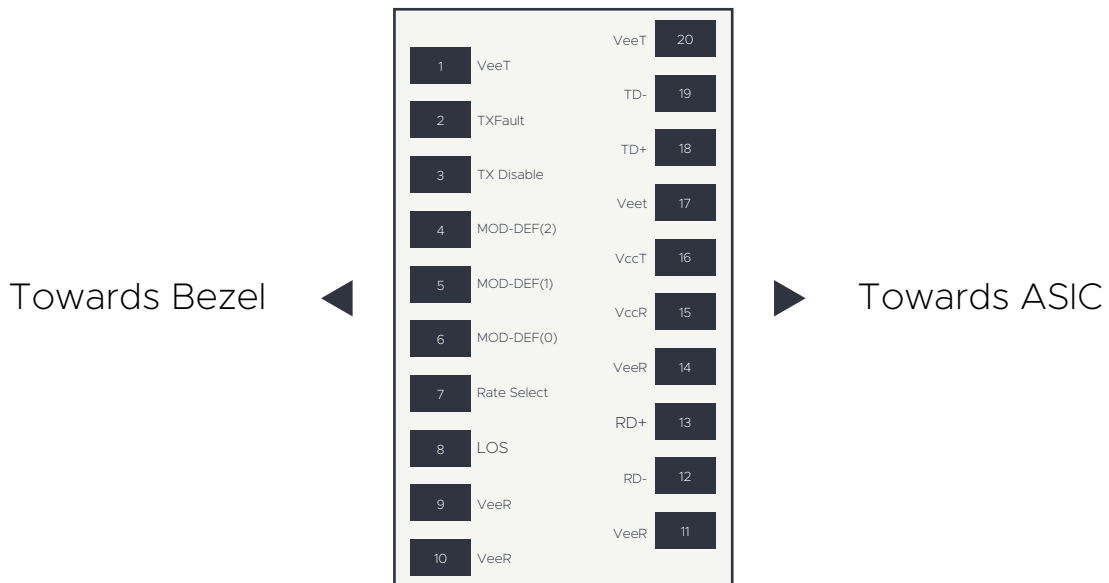 Towards Bezel
1 VeeT
2 TXFault
3 TX Disable
4 MOD-DEF(2)
5 MOD-DEF(1)
6 MOD-DEF(0)
7 Rate Select
8 LOS
9 VeeR
10 VeeR
VeeT 20
TD- 19
TD+ 18
Veet 17
VccT 16
VccR 15
VeeR 14
RD+ 13
RD- 12
VeeR 11
Towards ASIC